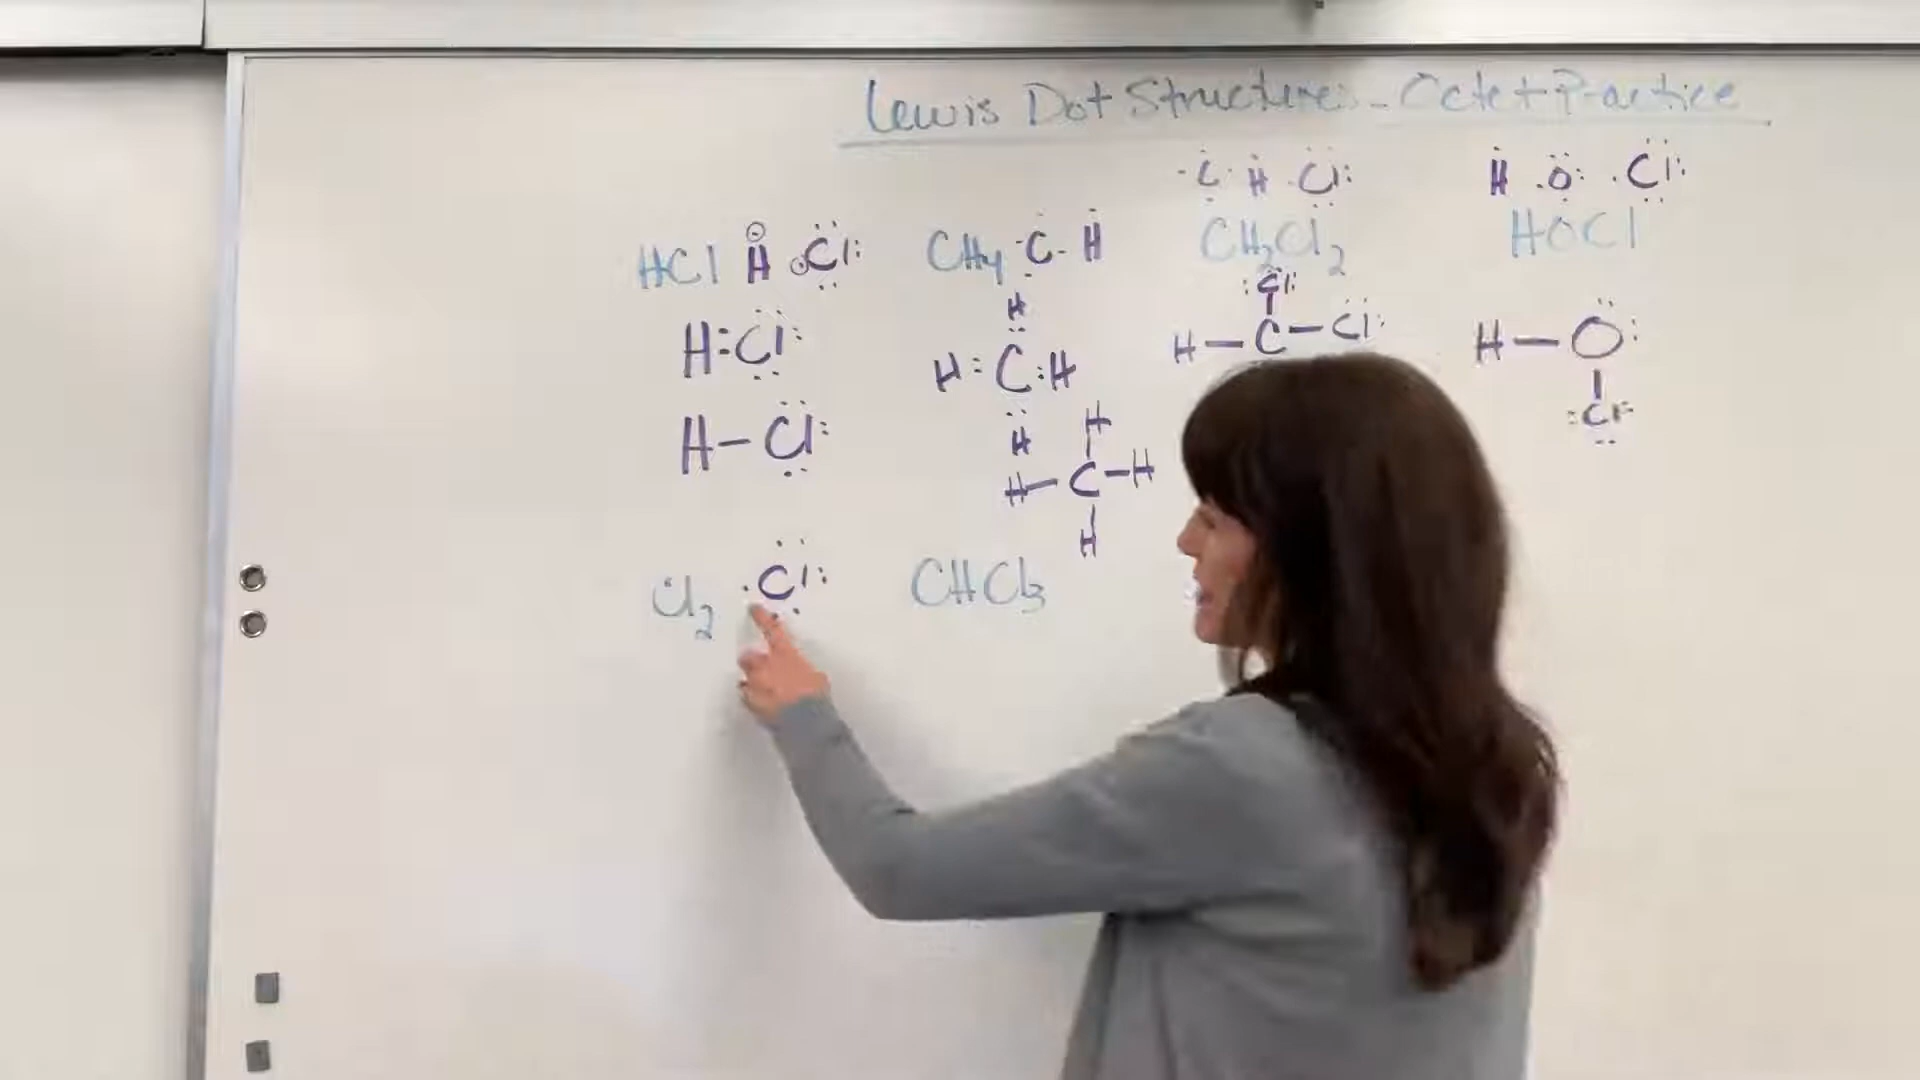 Lewis Dot Structures - Octet Practice
·C· H ·Cl:
H ·O: ·Cl:
HCl H ·Cl:
CH4 ·C· H
CH2Cl2
HOCl
H:Cl:
H
H:C:H
H
:Cl:
H—C—Cl:
H—O:
:Cl:
H—Cl:
H
H—C—H
H
Cl2 ·Cl:
CHCl3